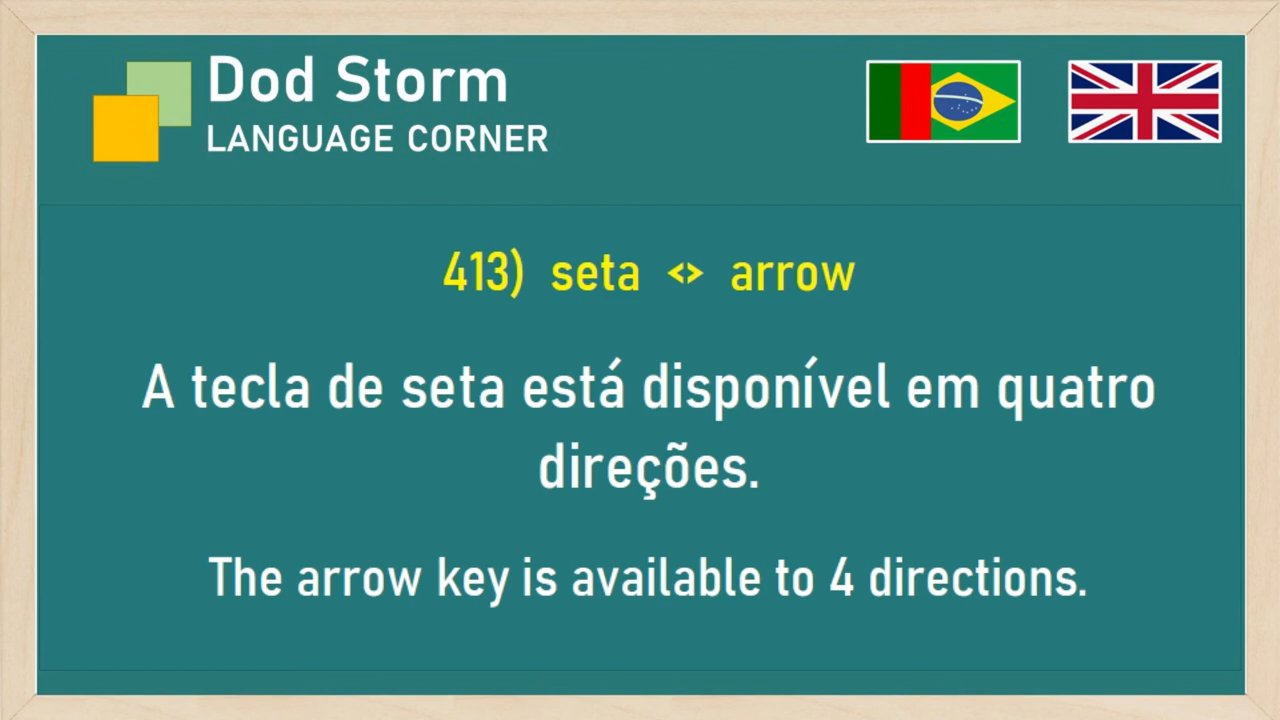 Dod Storm
LANGUAGE CORNER
413) seta <> arrow
A tecla de seta está disponível em quatro
direções.
The arrow key is available to 4 directions.